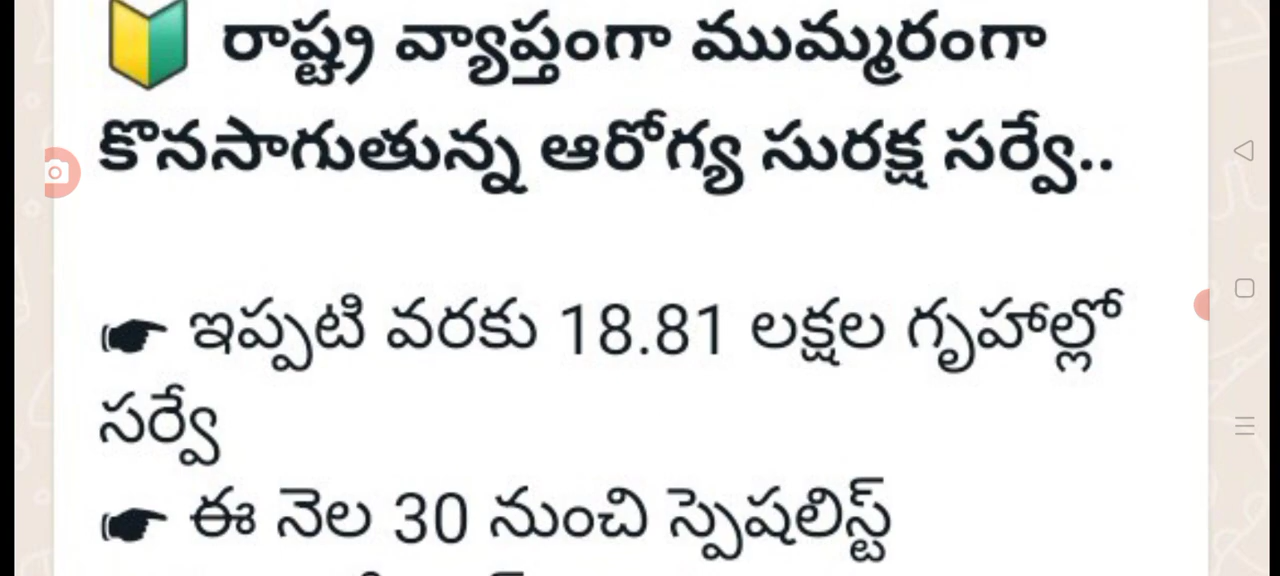 🔰 రాష్ట్ర వ్యాప్తంగా ముమ్మరంగా
కొనసాగుతున్న ఆరోగ్య సురక్ష సర్వే..
☛ ఇప్పటి వరకు 18.81 లక్షల గృహాల్లో
సర్వే
☛ ఈ నెల 30 నుంచి స్పెషలిస్ట్